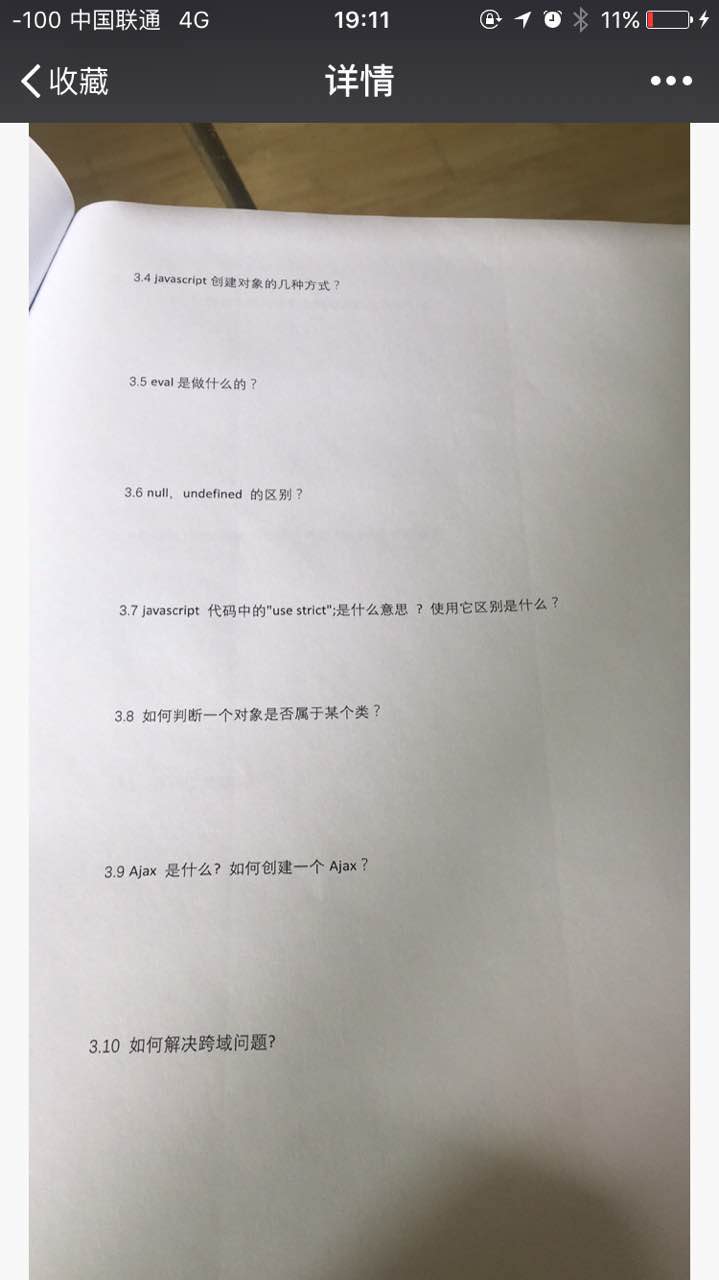 -100 中国联通 4G 19:11 11%
收藏 详情
3.4 javascript 创建对象的几种方式？
3.5 eval 是做什么的？
3.6 null、undefined 的区别？
3.7 javascript 代码中的"use strict";是什么意思 ？ 使用它区别是什么？
3.8 如何判断一个对象是否属于某个类？
3.9 Ajax 是什么? 如何创建一个 Ajax？
3.10 如何解决跨域问题?